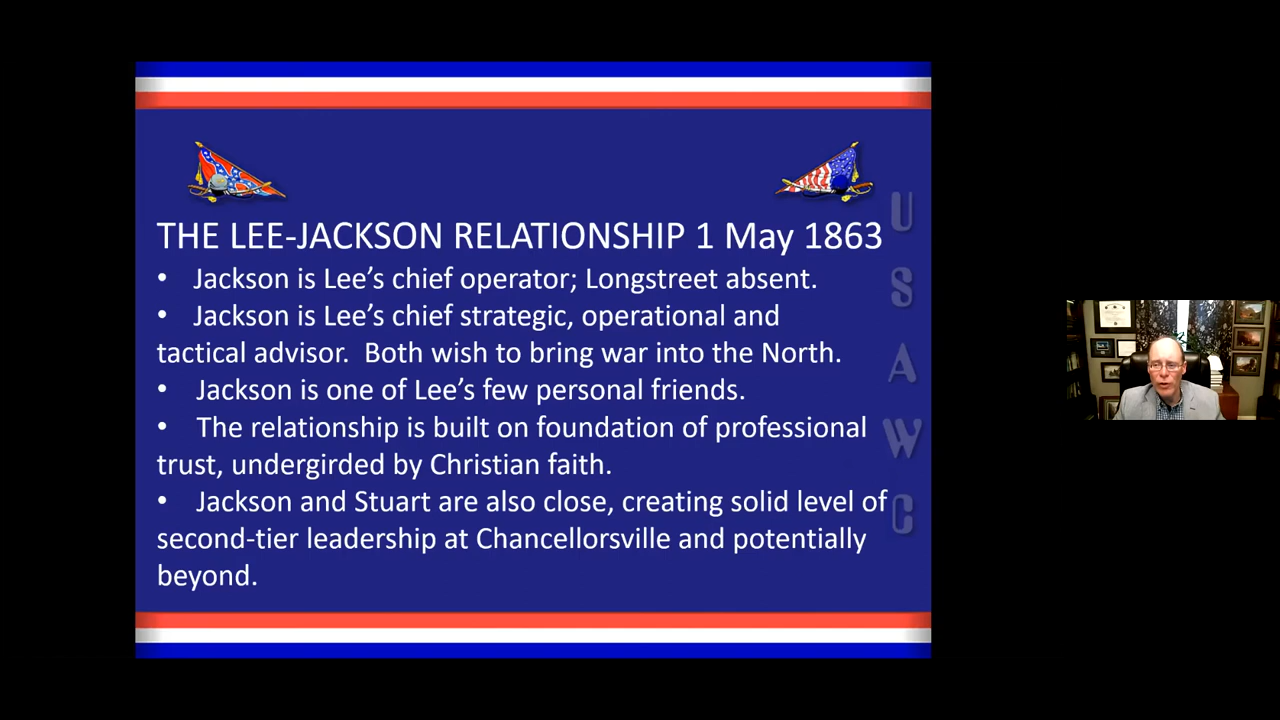 THE LEE-JACKSON RELATIONSHIP 1 May 1863
• Jackson is Lee’s chief operator; Longstreet absent.
• Jackson is Lee’s chief strategic, operational and
tactical advisor. Both wish to bring war into the North.
• Jackson is one of Lee’s few personal friends.
• The relationship is built on foundation of professional
trust, undergirded by Christian faith.
• Jackson and Stuart are also close, creating solid level of
second-tier leadership at Chancellorsville and potentially
beyond.
U
S
A
W
C